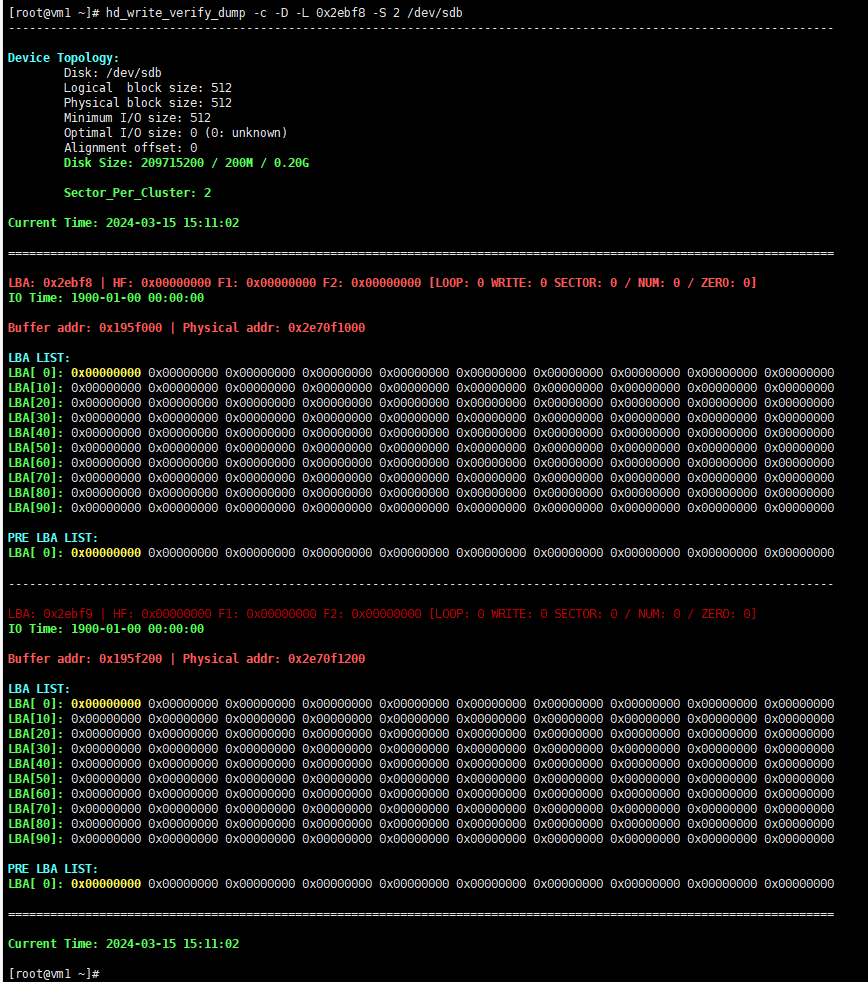 [root@vm1 ~]# hd_write_verify_dump -c -D -L 0x2ebf8 -S 2 /dev/sdb
----------------------------------------------------------------------------------------------------------------------
Device Topology:
Disk: /dev/sdb
Logical  block size: 512
Physical block size: 512
Minimum I/O size: 512
Optimal I/O size: 0 (0: unknown)
Alignment offset: 0
Disk Size: 209715200 / 200M / 0.20G
Sector_Per_Cluster: 2
Current Time: 2024-03-15 15:11:02
======================================================================================================================
LBA: 0x2ebf8 | HF: 0x00000000 F1: 0x00000000 F2: 0x00000000 [LOOP: 0 WRITE: 0 SECTOR: 0 / NUM: 0 / ZERO: 0]
IO Time: 1900-01-00 00:00:00
Buffer addr: 0x195f000 | Physical addr: 0x2e70f1000
LBA LIST:
LBA[ 0]: 0x00000000 0x00000000 0x00000000 0x00000000 0x00000000 0x00000000 0x00000000 0x00000000 0x00000000 0x00000000
LBA[10]: 0x00000000 0x00000000 0x00000000 0x00000000 0x00000000 0x00000000 0x00000000 0x00000000 0x00000000 0x00000000
LBA[20]: 0x00000000 0x00000000 0x00000000 0x00000000 0x00000000 0x00000000 0x00000000 0x00000000 0x00000000 0x00000000
LBA[30]: 0x00000000 0x00000000 0x00000000 0x00000000 0x00000000 0x00000000 0x00000000 0x00000000 0x00000000 0x00000000
LBA[40]: 0x00000000 0x00000000 0x00000000 0x00000000 0x00000000 0x00000000 0x00000000 0x00000000 0x00000000 0x00000000
LBA[50]: 0x00000000 0x00000000 0x00000000 0x00000000 0x00000000 0x00000000 0x00000000 0x00000000 0x00000000 0x00000000
LBA[60]: 0x00000000 0x00000000 0x00000000 0x00000000 0x00000000 0x00000000 0x00000000 0x00000000 0x00000000 0x00000000
LBA[70]: 0x00000000 0x00000000 0x00000000 0x00000000 0x00000000 0x00000000 0x00000000 0x00000000 0x00000000 0x00000000
LBA[80]: 0x00000000 0x00000000 0x00000000 0x00000000 0x00000000 0x00000000 0x00000000 0x00000000 0x00000000 0x00000000
LBA[90]: 0x00000000 0x00000000 0x00000000 0x00000000 0x00000000 0x00000000 0x00000000 0x00000000 0x00000000 0x00000000
PRE LBA LIST:
LBA[ 0]: 0x00000000 0x00000000 0x00000000 0x00000000 0x00000000 0x00000000 0x00000000 0x00000000 0x00000000 0x00000000
----------------------------------------------------------------------------------------------------------------------
LBA: 0x2ebf9 | HF: 0x00000000 F1: 0x00000000 F2: 0x00000000 [LOOP: 0 WRITE: 0 SECTOR: 0 / NUM: 0 / ZERO: 0]
IO Time: 1900-01-00 00:00:00
Buffer addr: 0x195f200 | Physical addr: 0x2e70f1200
LBA LIST:
LBA[ 0]: 0x00000000 0x00000000 0x00000000 0x00000000 0x00000000 0x00000000 0x00000000 0x00000000 0x00000000 0x00000000
LBA[10]: 0x00000000 0x00000000 0x00000000 0x00000000 0x00000000 0x00000000 0x00000000 0x00000000 0x00000000 0x00000000
LBA[20]: 0x00000000 0x00000000 0x00000000 0x00000000 0x00000000 0x00000000 0x00000000 0x00000000 0x00000000 0x00000000
LBA[30]: 0x00000000 0x00000000 0x00000000 0x00000000 0x00000000 0x00000000 0x00000000 0x00000000 0x00000000 0x00000000
LBA[40]: 0x00000000 0x00000000 0x00000000 0x00000000 0x00000000 0x00000000 0x00000000 0x00000000 0x00000000 0x00000000
LBA[50]: 0x00000000 0x00000000 0x00000000 0x00000000 0x00000000 0x00000000 0x00000000 0x00000000 0x00000000 0x00000000
LBA[60]: 0x00000000 0x00000000 0x00000000 0x00000000 0x00000000 0x00000000 0x00000000 0x00000000 0x00000000 0x00000000
LBA[70]: 0x00000000 0x00000000 0x00000000 0x00000000 0x00000000 0x00000000 0x00000000 0x00000000 0x00000000 0x00000000
LBA[80]: 0x00000000 0x00000000 0x00000000 0x00000000 0x00000000 0x00000000 0x00000000 0x00000000 0x00000000 0x00000000
LBA[90]: 0x00000000 0x00000000 0x00000000 0x00000000 0x00000000 0x00000000 0x00000000 0x00000000 0x00000000 0x00000000
PRE LBA LIST:
LBA[ 0]: 0x00000000 0x00000000 0x00000000 0x00000000 0x00000000 0x00000000 0x00000000 0x00000000 0x00000000 0x00000000
======================================================================================================================
Current Time: 2024-03-15 15:11:02
[root@vm1 ~]#